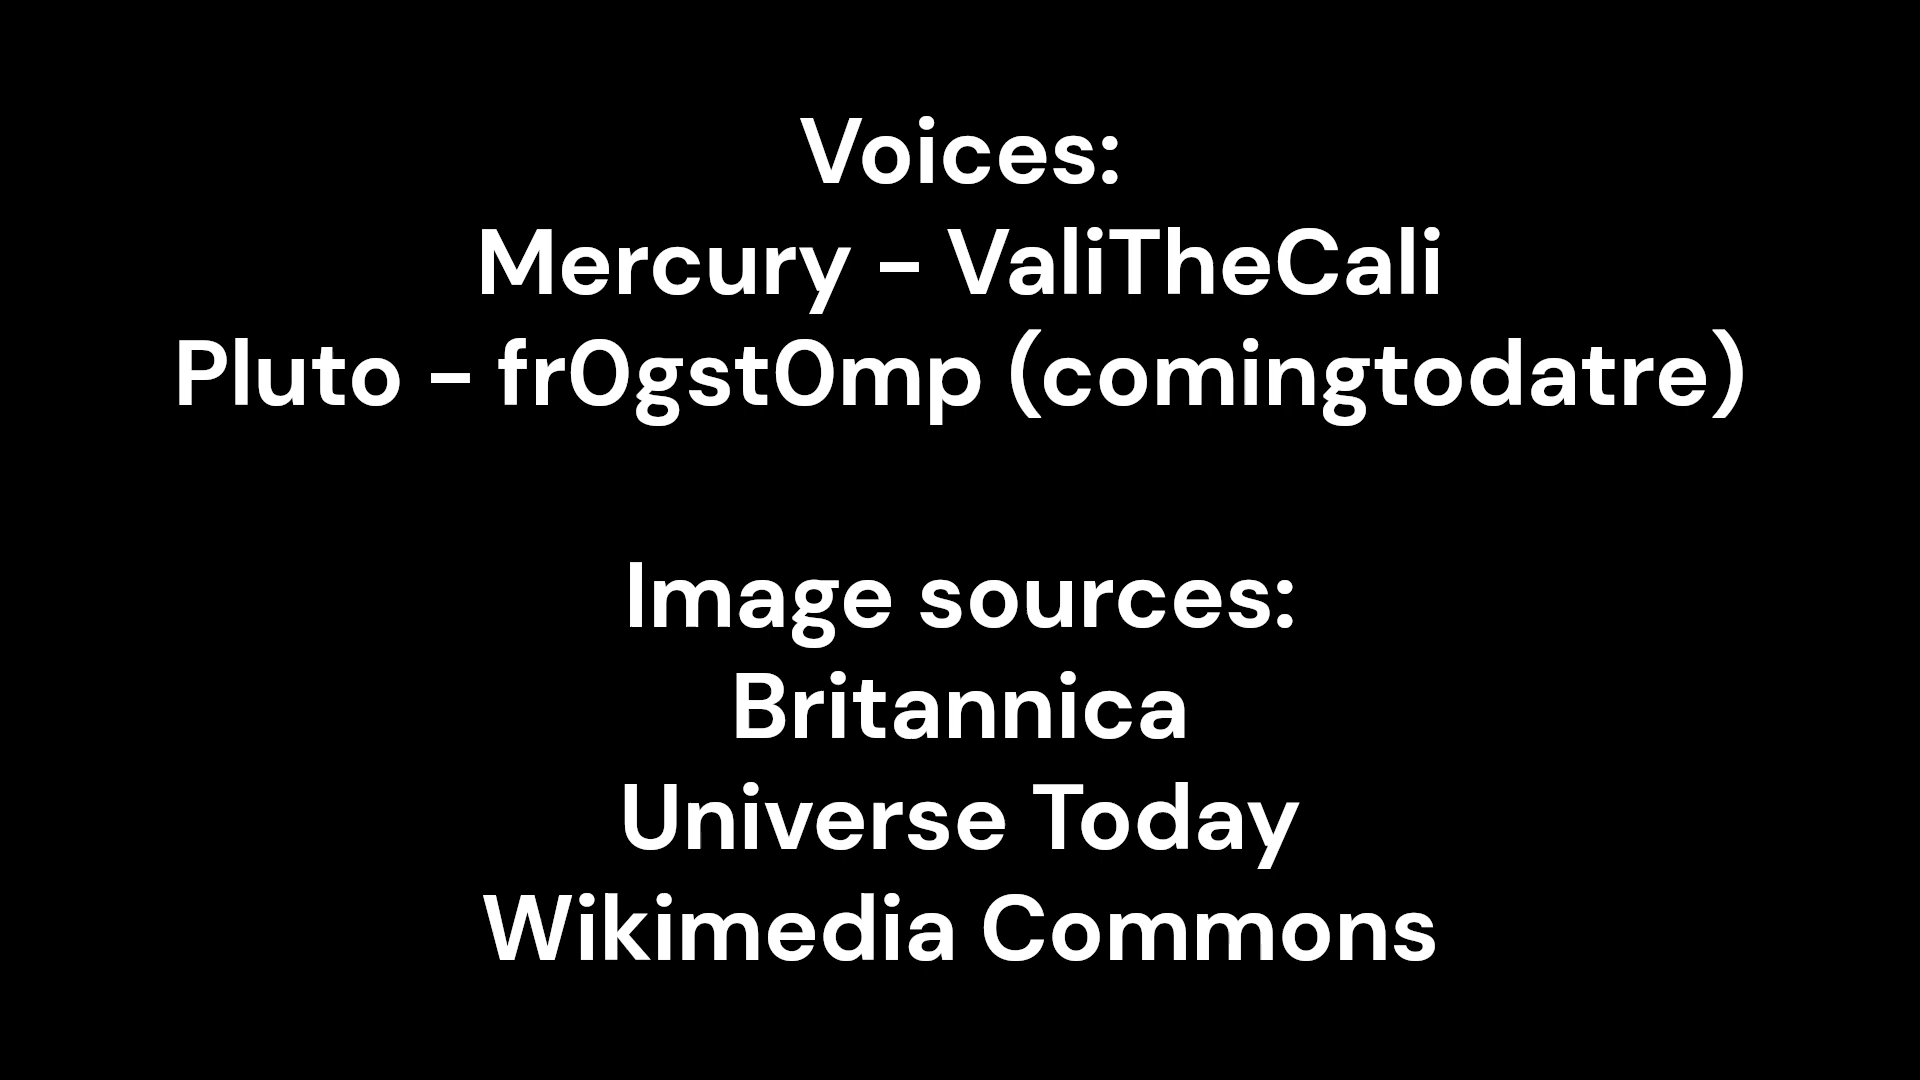 Voices:
Mercury - ValiTheCali
Pluto - fr0gst0mp (comingtodatre)
Image sources:
Britannica
Universe Today
Wikimedia Commons